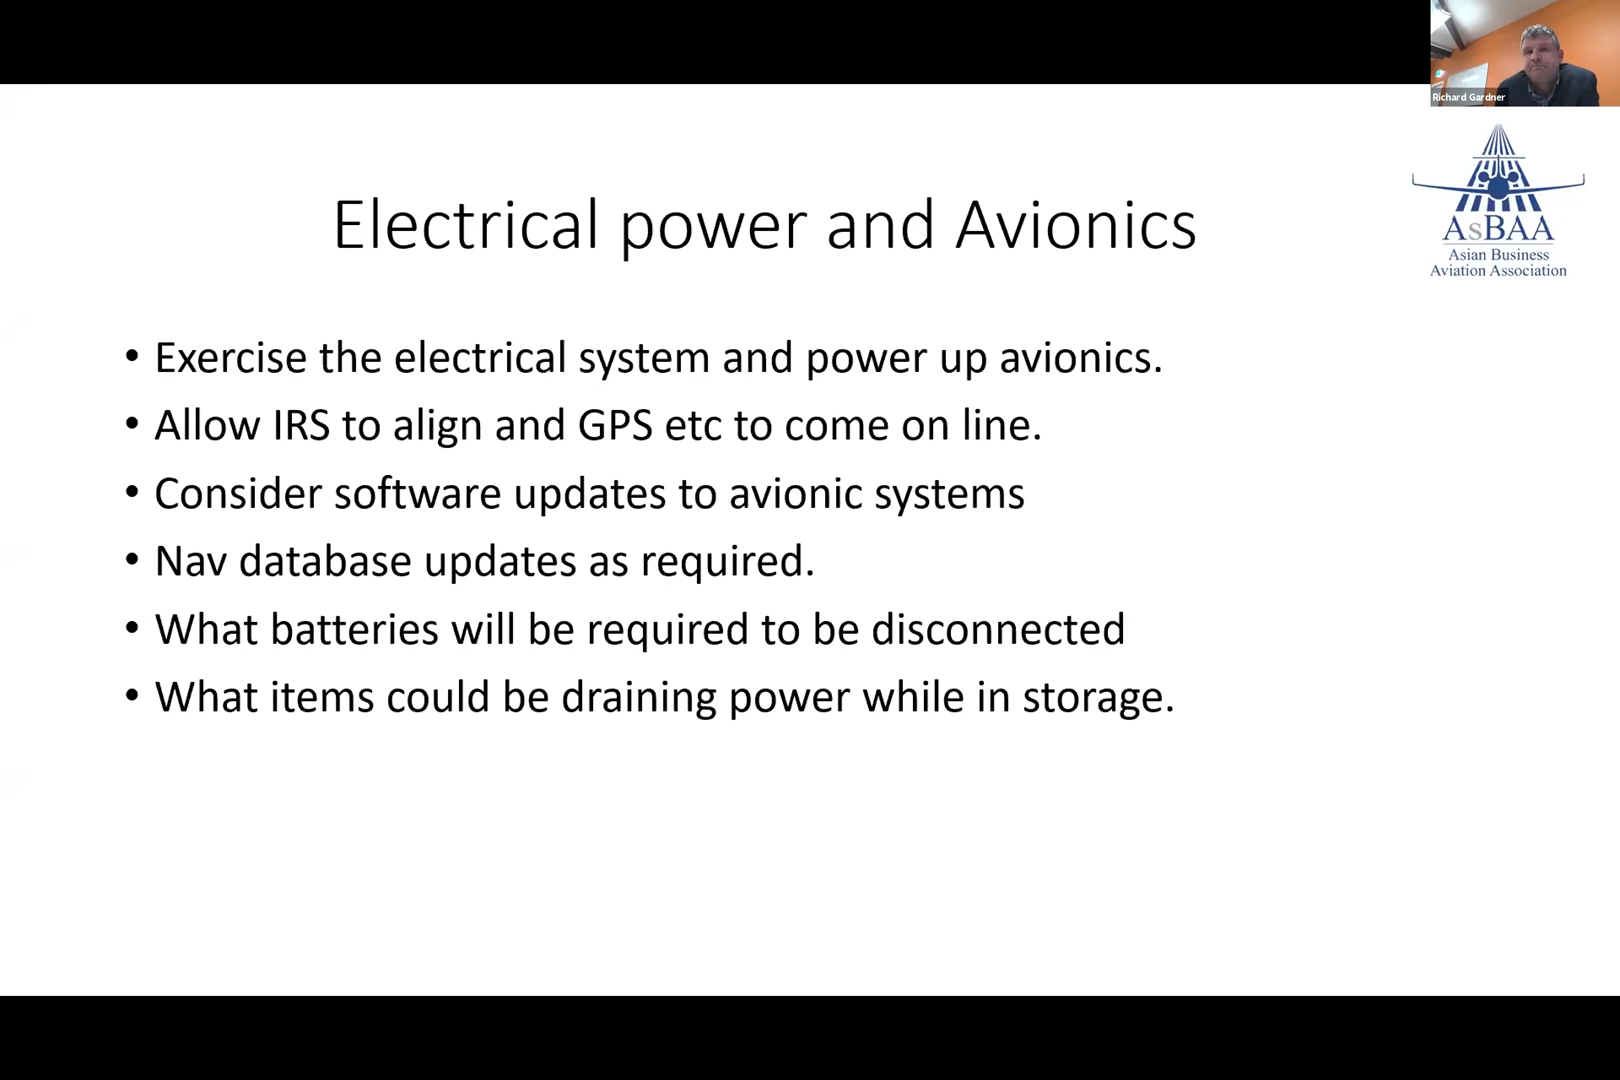 Richard Gardner
AsBAA
Asian Business
Aviation Association
Electrical power and Avionics
• Exercise the electrical system and power up avionics.
• Allow IRS to align and GPS etc to come on line.
• Consider software updates to avionic systems
• Nav database updates as required.
• What batteries will be required to be disconnected
• What items could be draining power while in storage.